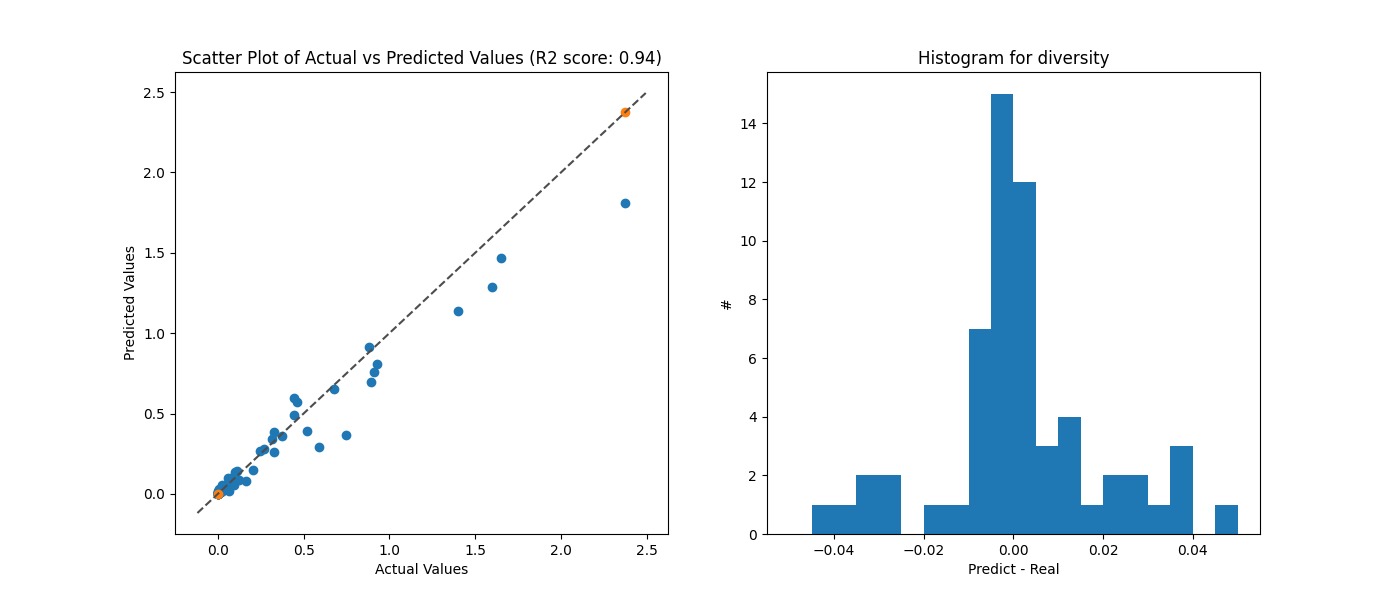 Scatter Plot of Actual vs Predicted Values (R2 score: 0.94)
2.5
2.0
1.5
1.0
0.5
0.0
Predicted Values
0.0 0.5 1.0 1.5 2.0 2.5
Actual Values
Histogram for diversity
14
12
10
8
6
4
2
0
#
−0.04 −0.02 0.00 0.02 0.04
Predict - Real